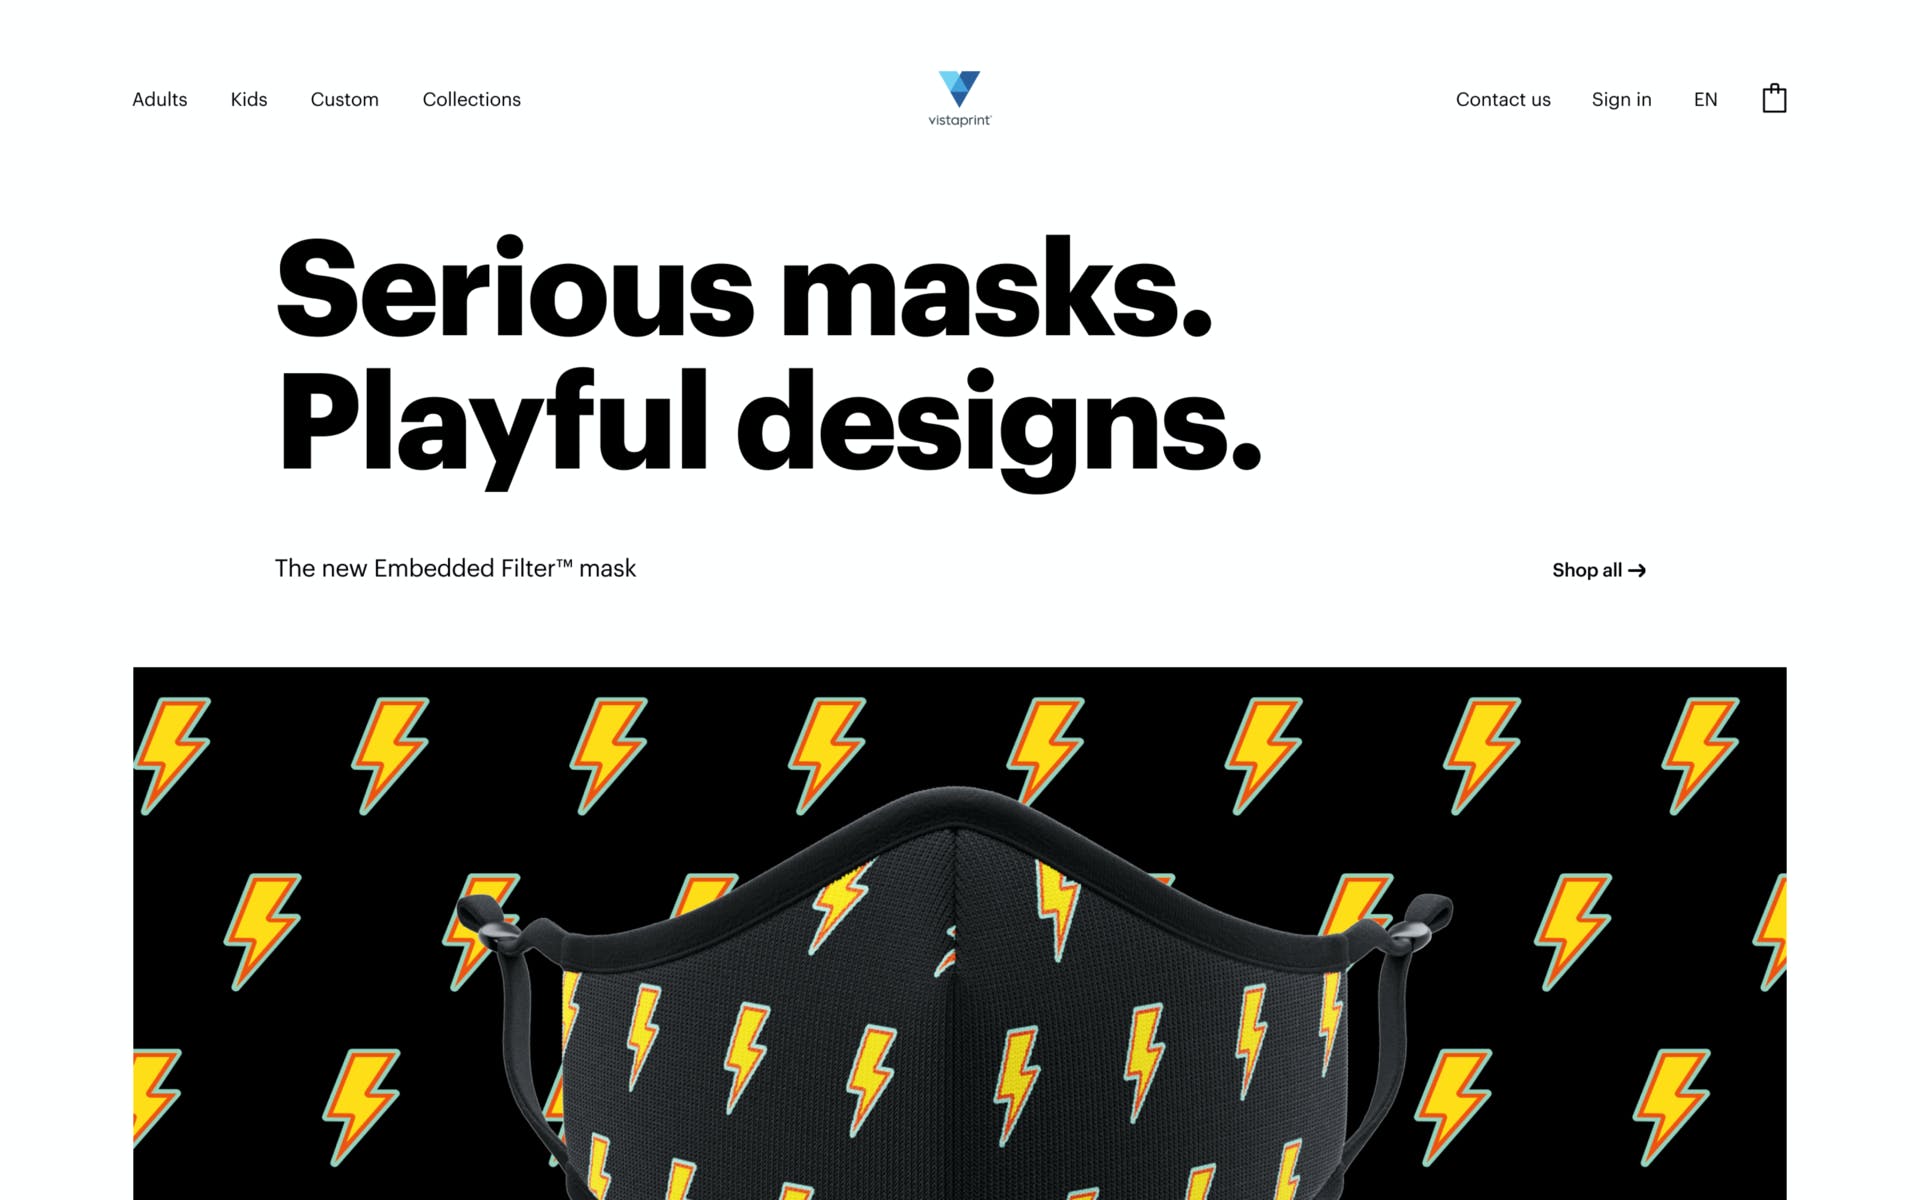 Adults Kids Custom Collections
vistaprint
Contact us Sign in EN
Serious masks.
Playful designs.
The new Embedded Filter™ mask
Shop all →